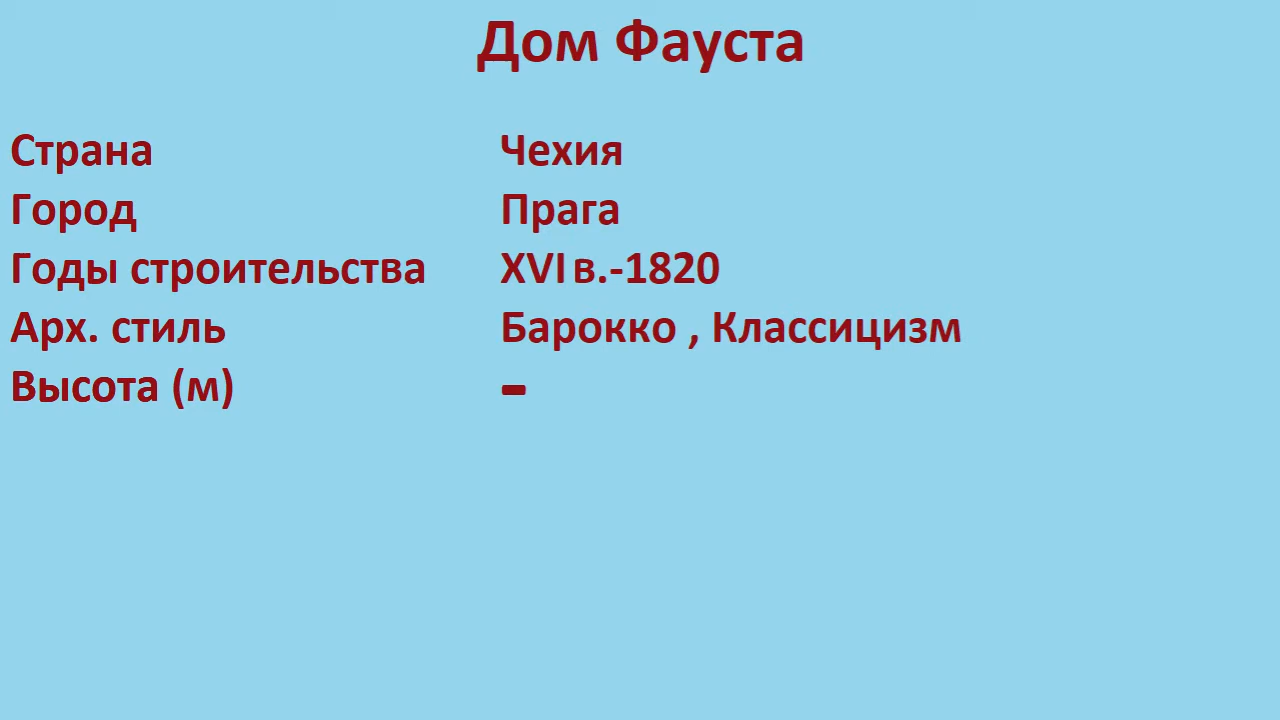 Дом Фауста
Страна Чехия
Город Прага
Годы строительства XVI в.-1820
Арх. стиль Барокко , Классицизм
Высота (м) -